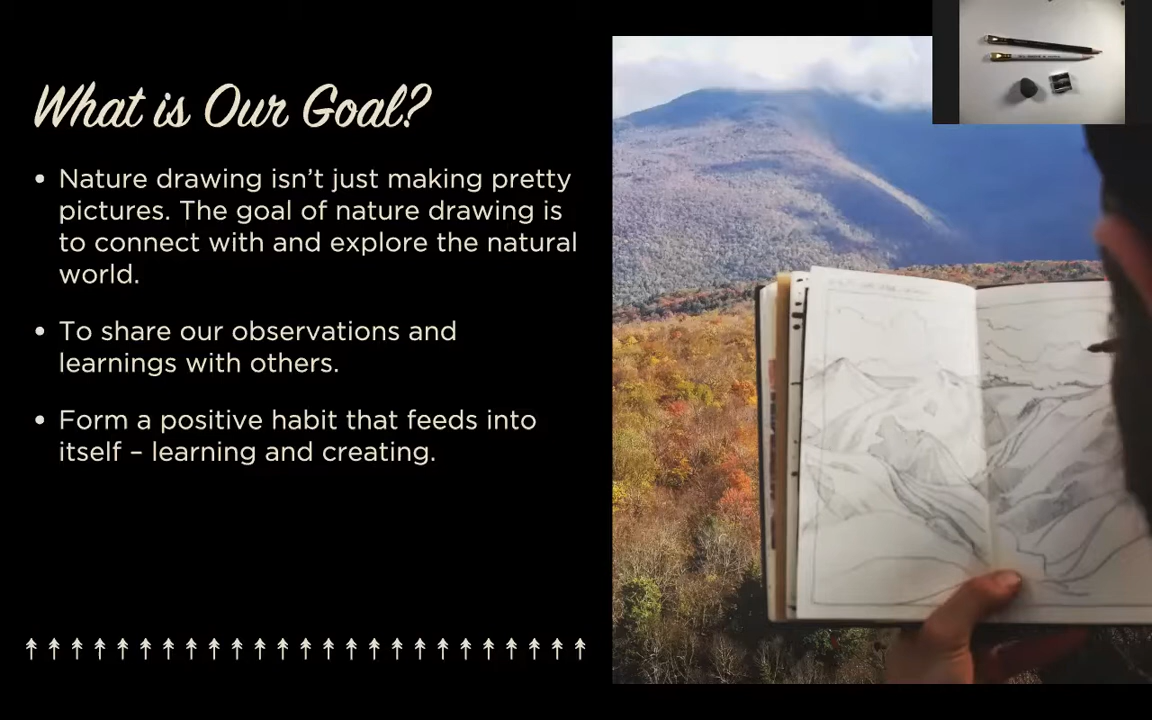 What is Our Goal?
• Nature drawing isn't just making pretty
pictures. The goal of nature drawing is
to connect with and explore the natural
world.
• To share our observations and
learnings with others.
• Form a positive habit that feeds into
itself – learning and creating.